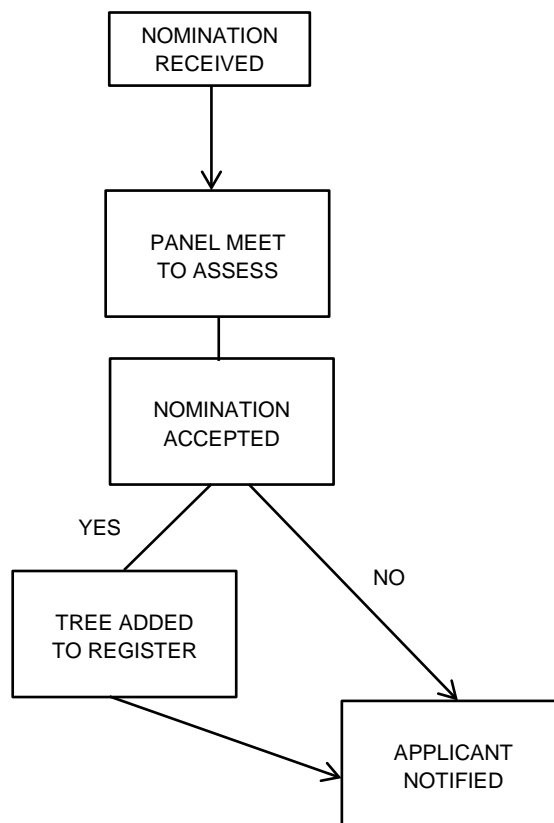 NOMINATION
RECEIVED
PANEL MEET
TO ASSESS
NOMINATION
ACCEPTED
YES
NO
TREE ADDED
TO REGISTER
APPLICANT
NOTIFIED